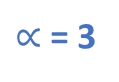 ∝ = 3